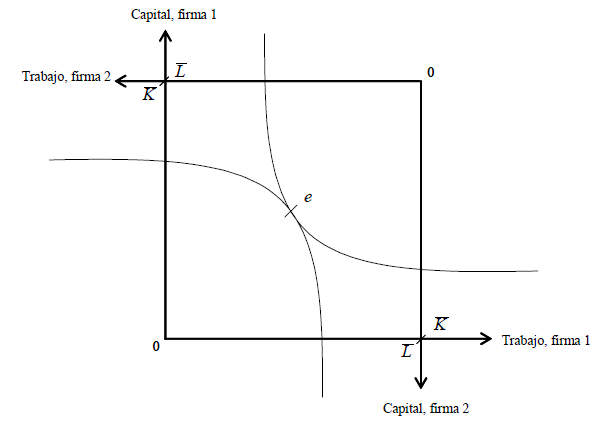 Capital, firma 1
0
Trabajo, firma 2
L̅
K̅
e
0
K̅
L̅
Trabajo, firma 1
Capital, firma 2